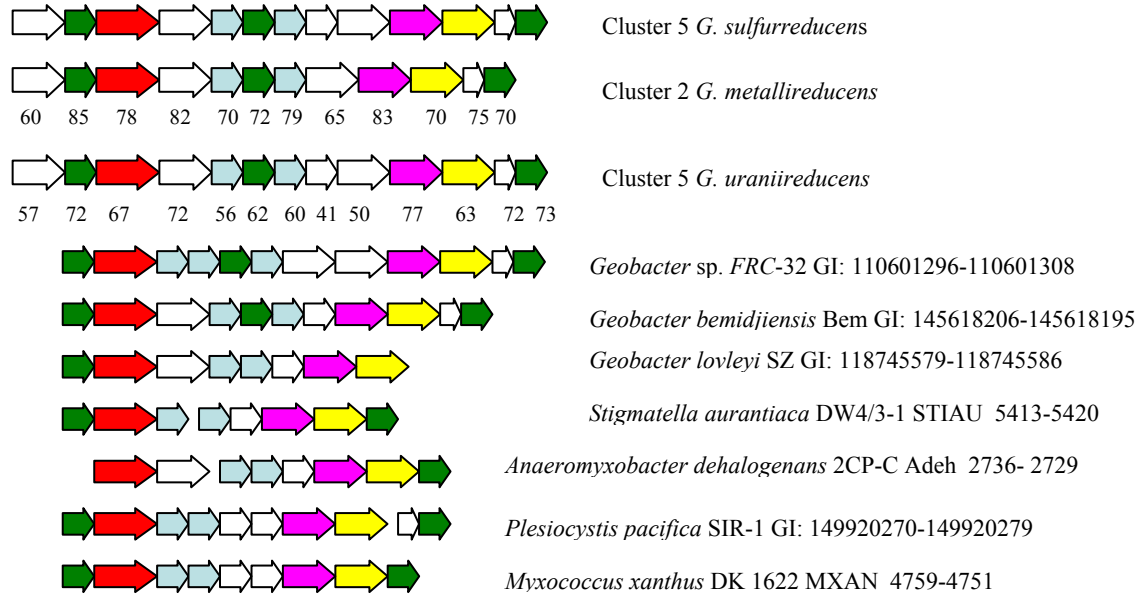 Cluster 5 G. sulfurreducens
Cluster 2 G. metallireducens
60 85 78 82 70 72 79 65 83 70 75 70
Cluster 5 G. uraniireducens
57 72 67 72 56 62 60 41 50 77 63 72 73
Geobacter sp. FRC-32 GI: 110601296-110601308
Geobacter bemidjiensis Bem GI: 145618206-145618195
Geobacter lovleyi SZ GI: 118745579-118745586
Stigmatella aurantiaca DW4/3-1 STIAU 5413-5420
Anaeromyxobacter dehalogenans 2CP-C Adeh 2736- 2729
Plesiocystis pacifica SIR-1 GI: 149920270-149920279
Myxococcus xanthus DK 1622 MXAN 4759-4751